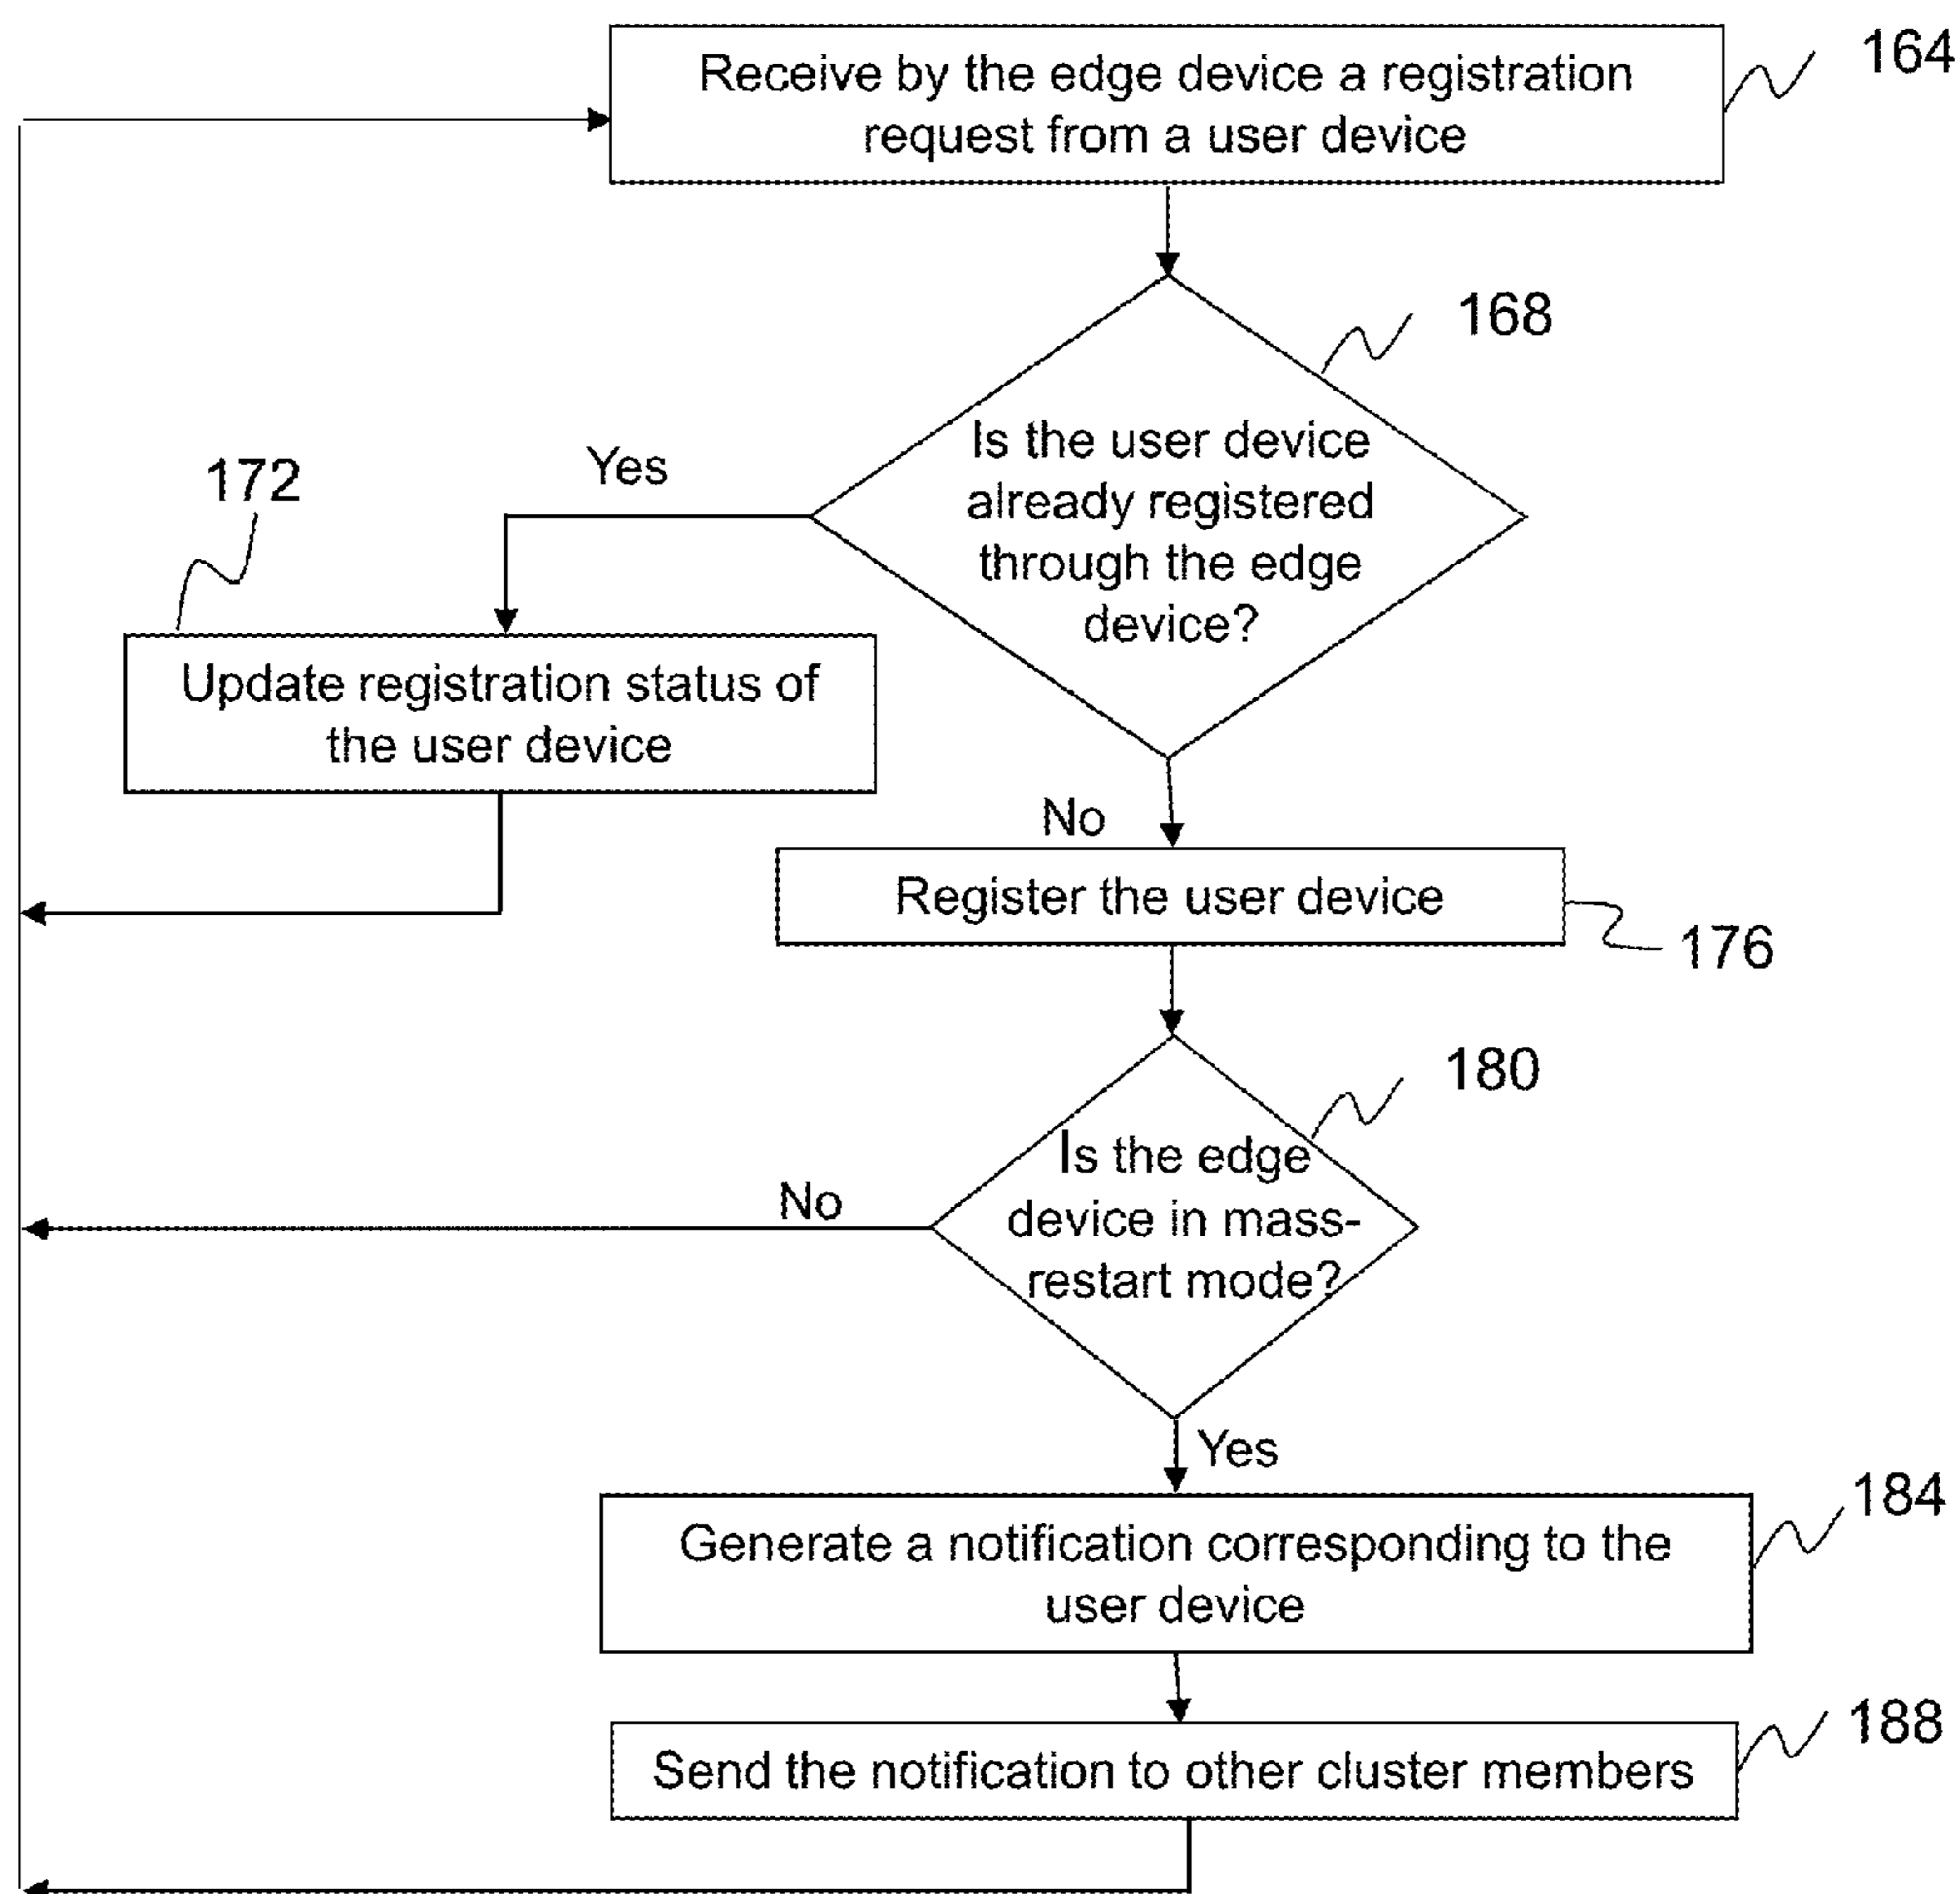 Receive by the edge device a registration
request from a user device
164
168
Is the user device
already registered
through the edge
device?
Yes
172
Update registration status of
the user device
No
Register the user device
176
180
Is the edge
device in mass-
restart mode?
No
Yes
184
Generate a notification corresponding to the
user device
188
Send the notification to other cluster members